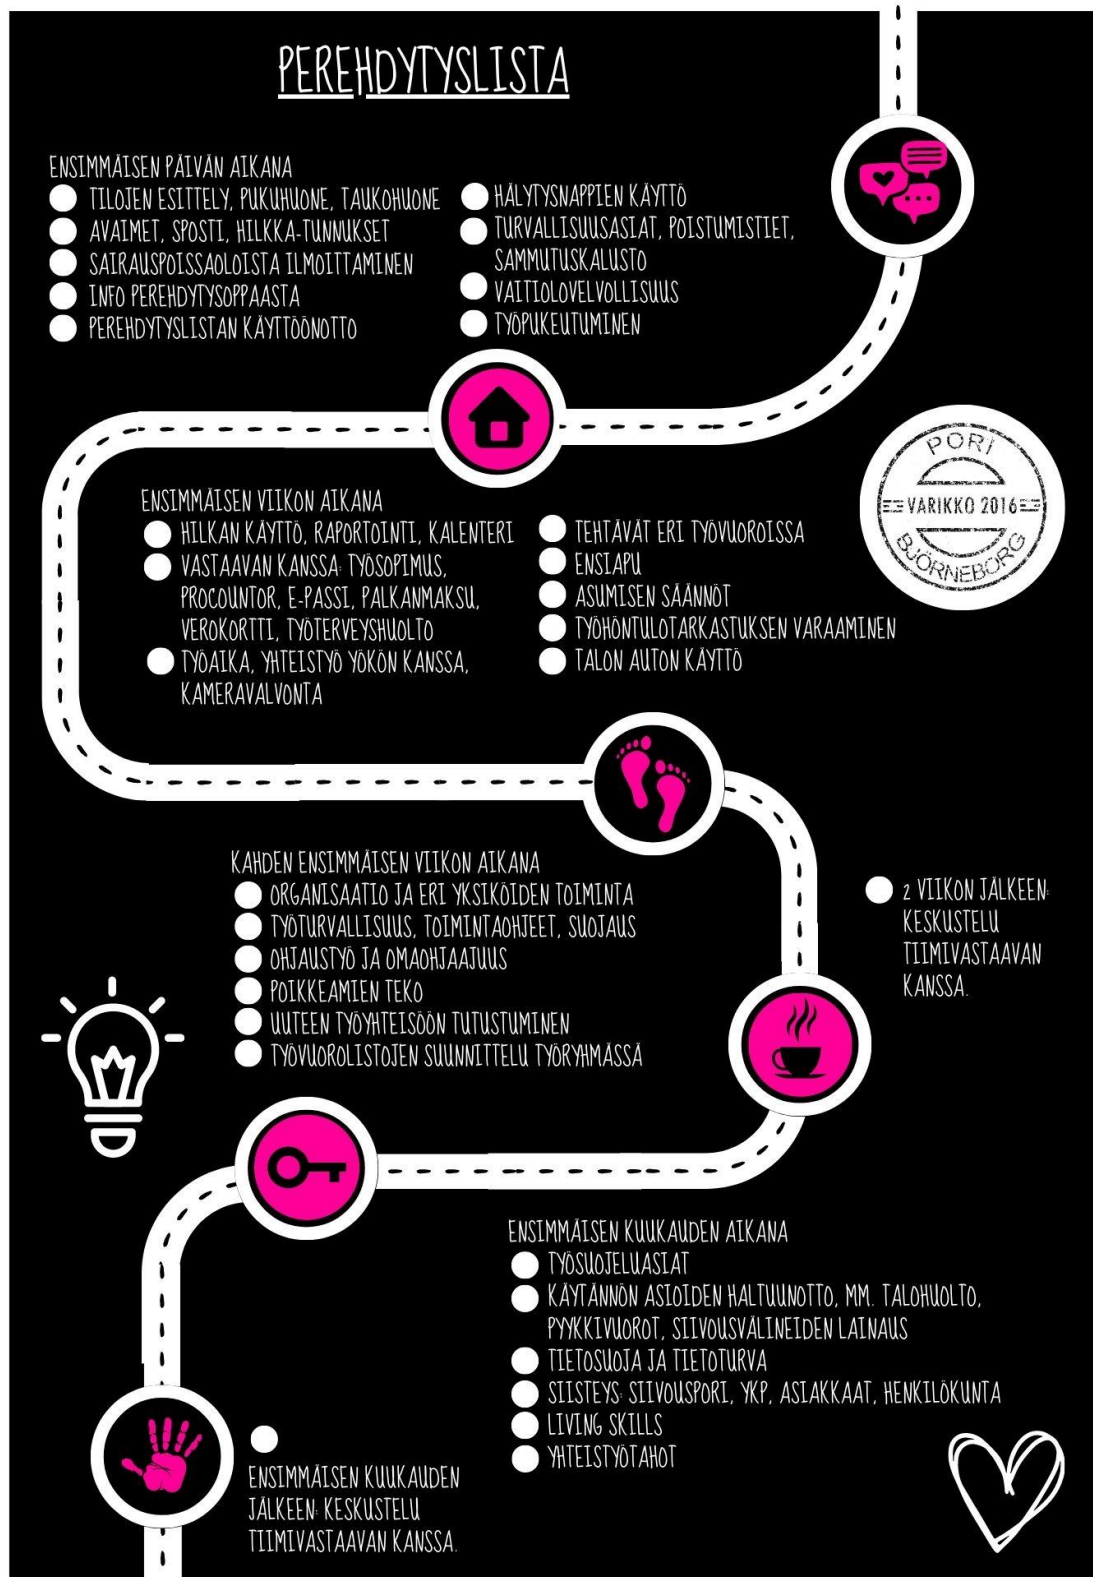 PEREHDYTYSLISTA
ENSIMMÄISEN PÄIVÄN AIKANA
TILOJEN ESITTELY, PUKUHUONE, TAUKOHUONE
AVAIMET, SPOSTI, HILKKA-TUNNUKSET
SAIRAUSPOISSAOLOISTA ILMOITTAMINEN
INFO PEREHDYTYSOPPAASTA
PEREHDYTYSLISTAN KÄYTTÖÖNOTTO
HÄLYTYSNAPPIEN KÄYTTÖ
TURVALLISUUSASIAT, POISTUMISTIET,
SAMMUTUSKALUSTO
VAITIOLOVELVOLLISUUS
TYÖPUKEUTUMINEN
PORI
VARIKKO 2016
BJÖRNEBORG
ENSIMMÄISEN VIIKON AIKANA
HILKAN KÄYTTÖ, RAPORTOINTI, KALENTERI
VASTAAVAN KANSSA: TYÖSOPIMUS,
PROCOUNTOR, E-PASSI, PALKANMAKSU,
VEROKORTTI, TYÖTERVEYSHUOLTO
TYÖAIKA, YHTEISTYÖ YÖKÖN KANSSA,
KAMERAVALVONTA
TEHTÄVÄT ERI TYÖVUOROISSA
ENSIAPU
ASUMISEN SÄÄNNÖT
TYÖHÖNTULOTARKASTUKSEN VARAAMINEN
TALON AUTON KÄYTTÖ
KAHDEN ENSIMMÄISEN VIIKON AIKANA
ORGANISAATIO JA ERI YKSIKÖIDEN TOIMINTA
TYÖTURVALLISUUS, TOIMINTAOHJEET, SUOJAUS
OHJAUSTYÖ JA OMAOHJAAJUUS
POIKKEAMIEN TEKO
UUTEEN TYÖYHTEISÖÖN TUTUSTUMINEN
TYÖVUOROLISTOJEN SUUNNITTELU TYÖRYHMÄSSÄ
2 VIIKON JÄLKEEN:
KESKUSTELU
TIIMIVASTAAVAN
KANSSA.
ENSIMMÄISEN KUUKAUDEN AIKANA
TYÖSUOJELUASIAT
KÄYTÄNNÖN ASIOIDEN HALTUUNOTTO, MM. TALOHUOLTO,
PYYKKIVUOROT, SIIVOUSVÄLINEIDEN LAINAUS
TIETOSUOJA JA TIETOTURVA
SIISTEYS: SIIVOUSPORI, YKP, ASIAKKAAT, HENKILÖKUNTA
LIVING SKILLS
YHTEISTYÖTAHOT
ENSIMMÄISEN KUUKAUDEN
JÄLKEEN: KESKUSTELU
TIIMIVASTAAVAN KANSSA.